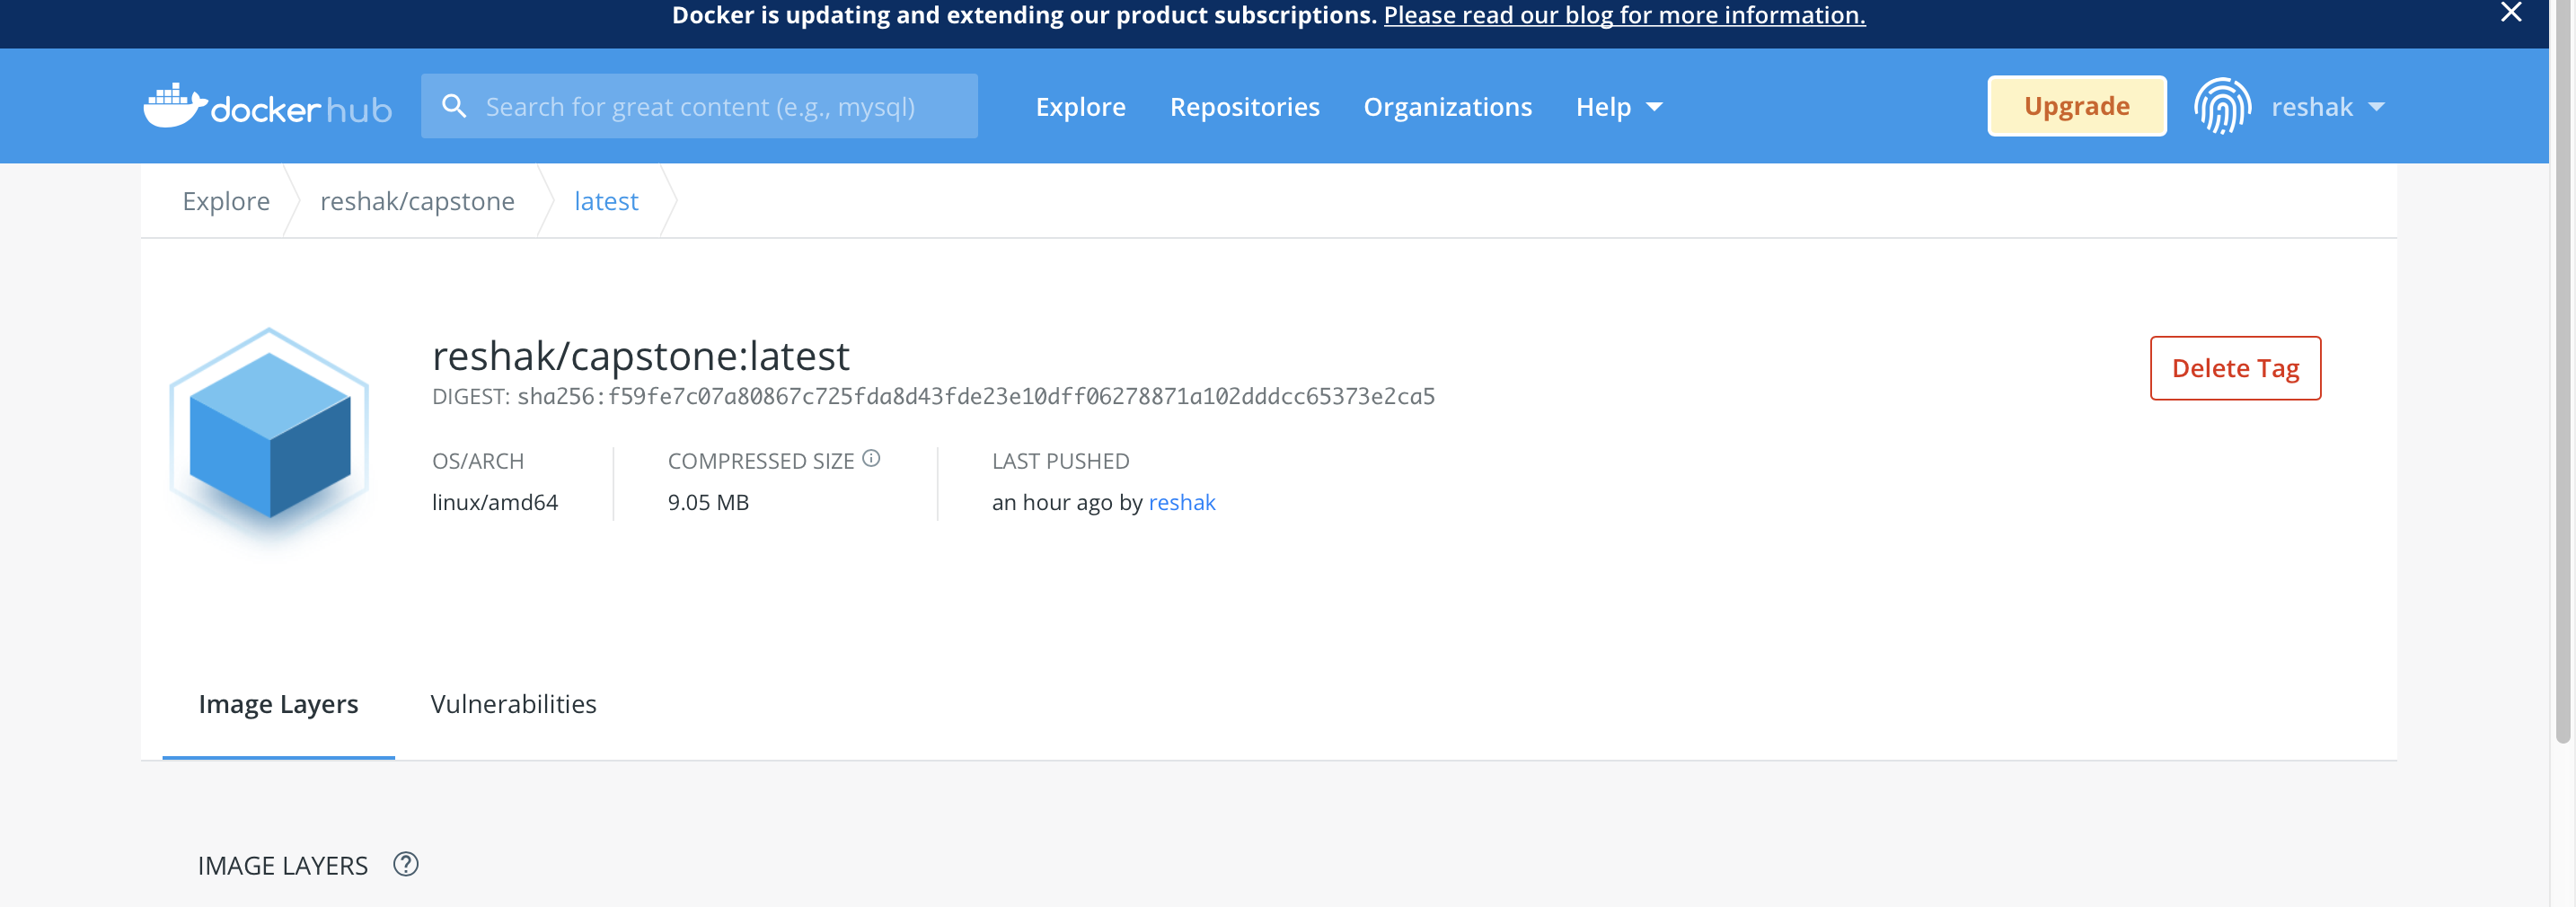 Docker is updating and extending our product subscriptions. Please read our blog for more information.
docker hub
Search for great content (e.g., mysql)
Explore
Repositories
Organizations
Help
Upgrade
reshak
Explore
reshak/capstone
latest
reshak/capstone:latest
DIGEST: sha256:f59fe7c07a80867c725fda8d43fde23e10dff06278871a102dddcc65373e2ca5
Delete Tag
OS/ARCH
linux/amd64
COMPRESSED SIZE
9.05 MB
LAST PUSHED
an hour ago by reshak
Image Layers
Vulnerabilities
IMAGE LAYERS